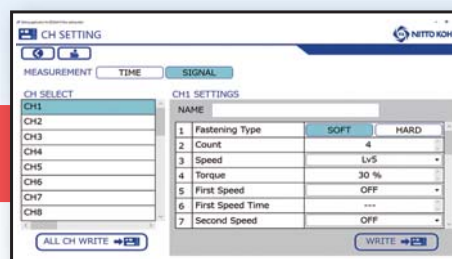 CH SETTING
NITTO KOH
MEASUREMENT TIME SIGNAL
CH SELECT
CH1
CH2
CH3
CH4
CH5
CH6
CH7
CH8
ALL CH WRITE
CH1 SETTINGS
NAME
1 Fastening Type SOFT HARD
2 Count 4
3 Speed Lv5
4 Torque 30 %
5 First Speed OFF
6 First Speed Time ---
7 Second Speed OFF
WRITE